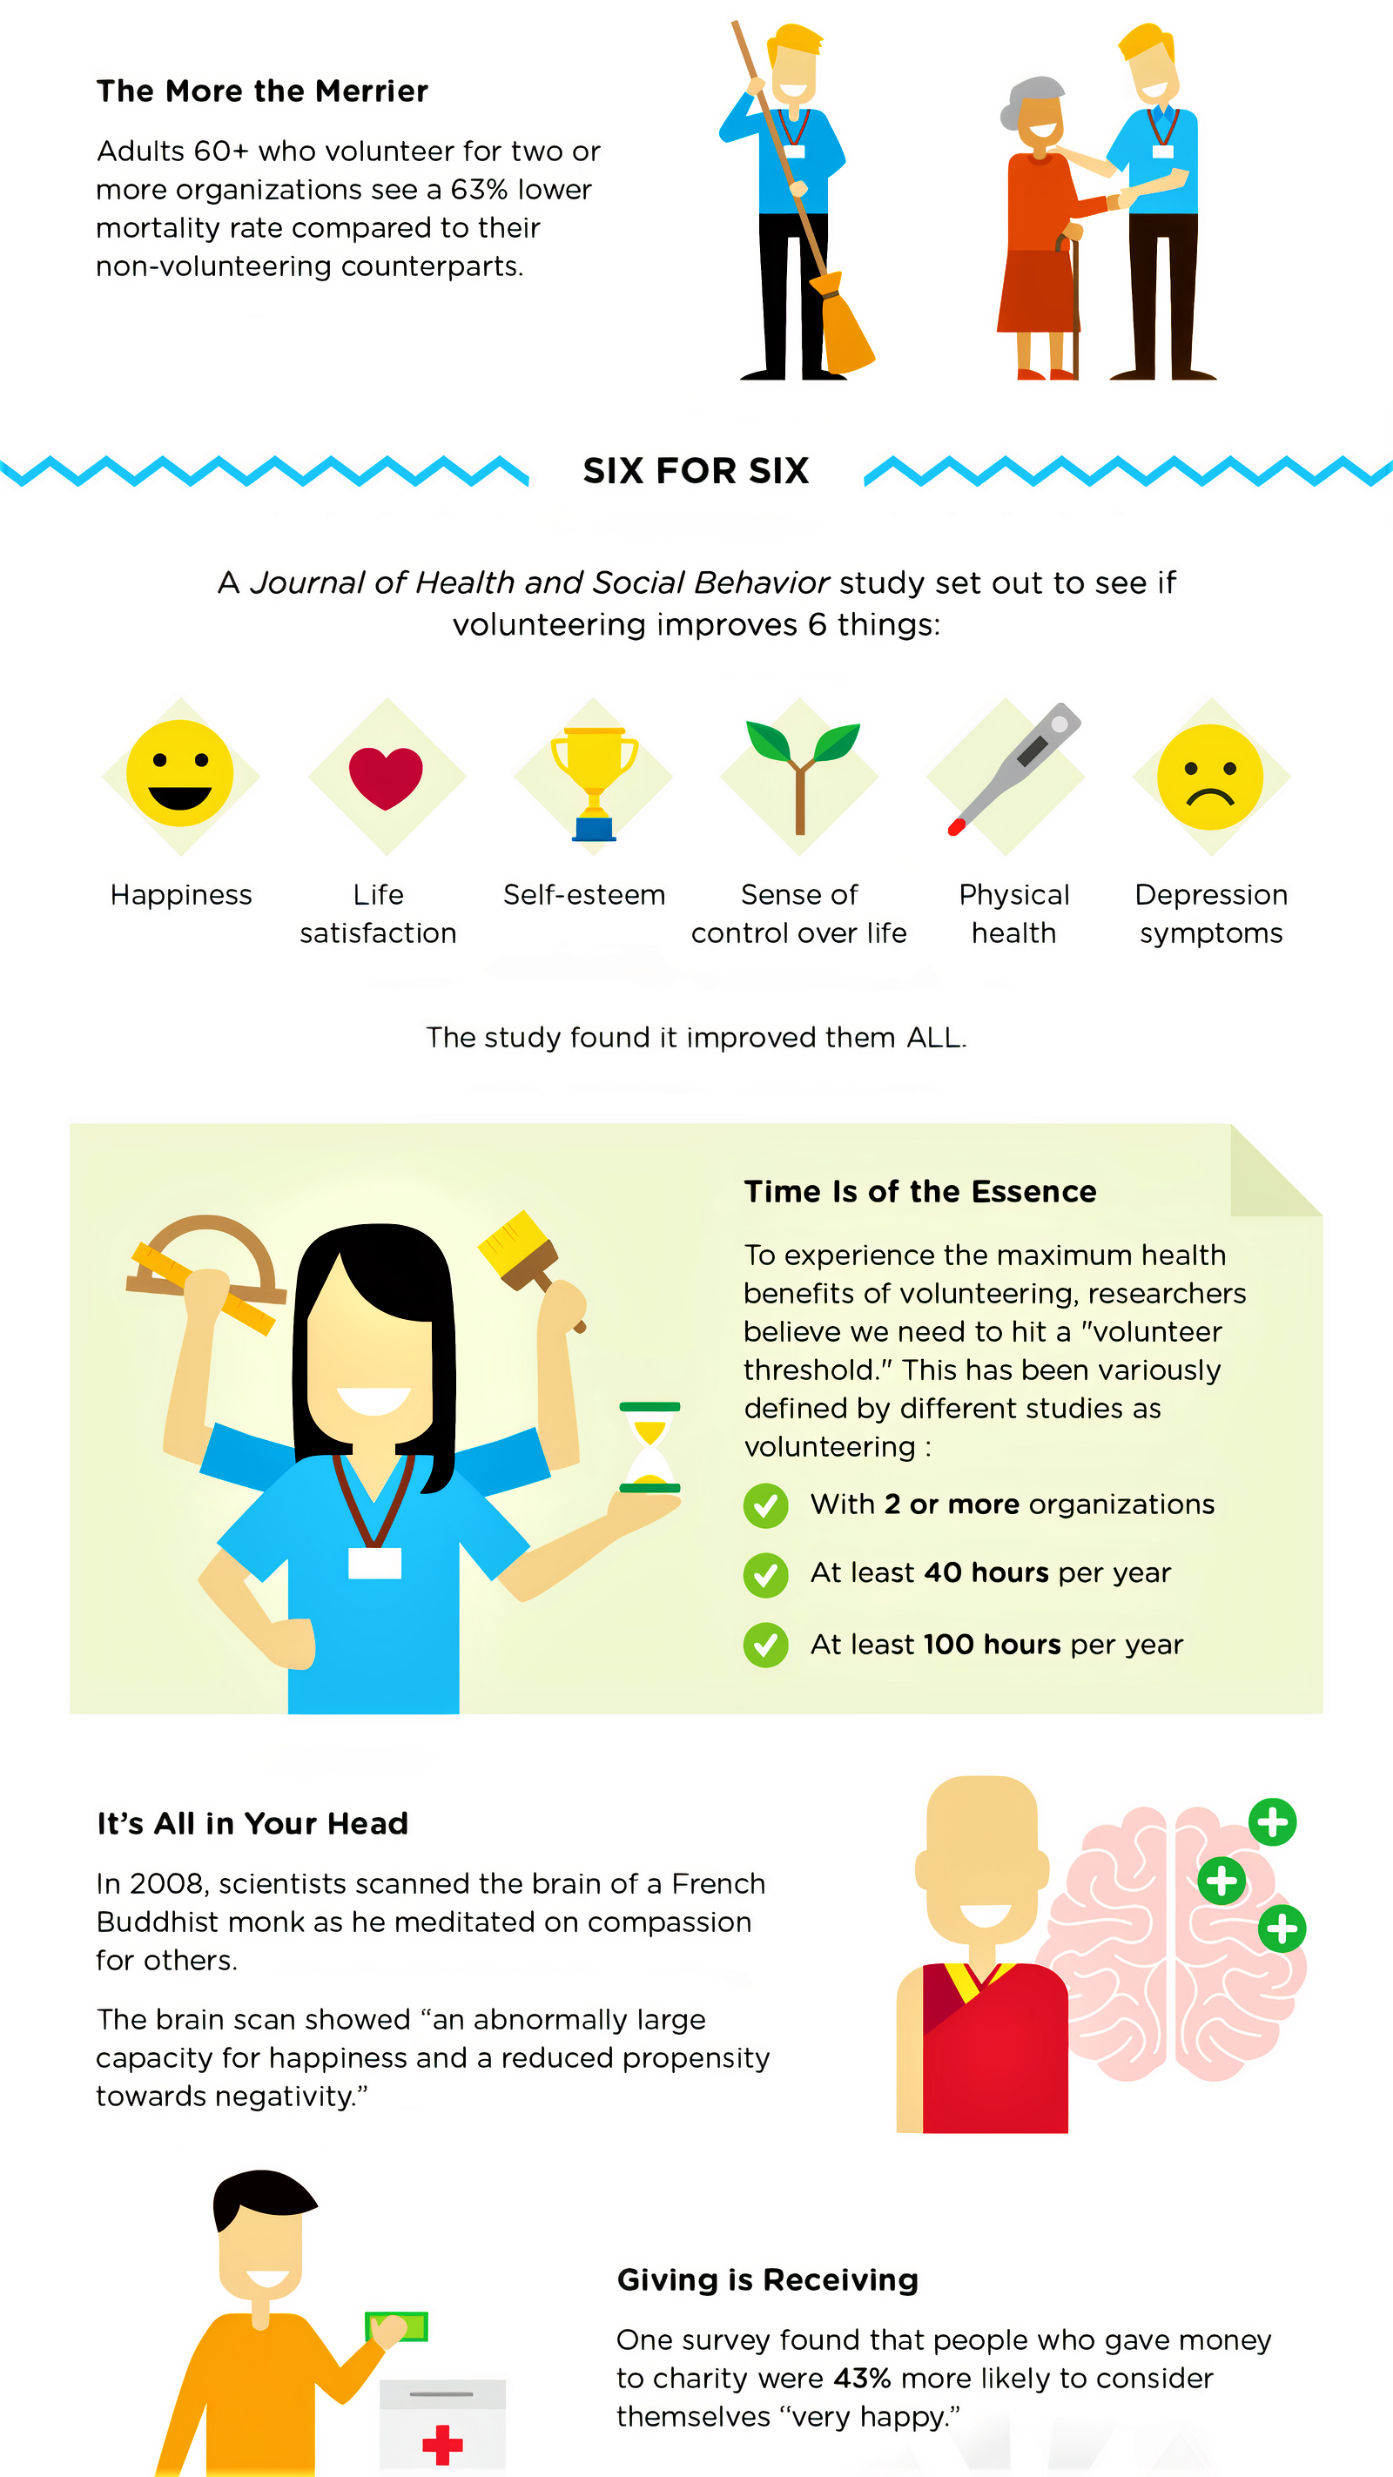 The More the Merrier
Adults 60+ who volunteer for two or
more organizations see a 63% lower
mortality rate compared to their
non-volunteering counterparts.
SIX FOR SIX
A Journal of Health and Social Behavior study set out to see if
volunteering improves 6 things:
Happiness
Life
satisfaction
Self-esteem
Sense of
control over life
Physical
health
Depression
symptoms
The study found it improved them ALL.
Time Is of the Essence
To experience the maximum health
benefits of volunteering, researchers
believe we need to hit a "volunteer
threshold." This has been variously
defined by different studies as
volunteering :
With 2 or more organizations
At least 40 hours per year
At least 100 hours per year
It’s All in Your Head
In 2008, scientists scanned the brain of a French
Buddhist monk as he meditated on compassion
for others.
The brain scan showed “an abnormally large
capacity for happiness and a reduced propensity
towards negativity.”
Giving is Receiving
One survey found that people who gave money
to charity were 43% more likely to consider
themselves “very happy.”